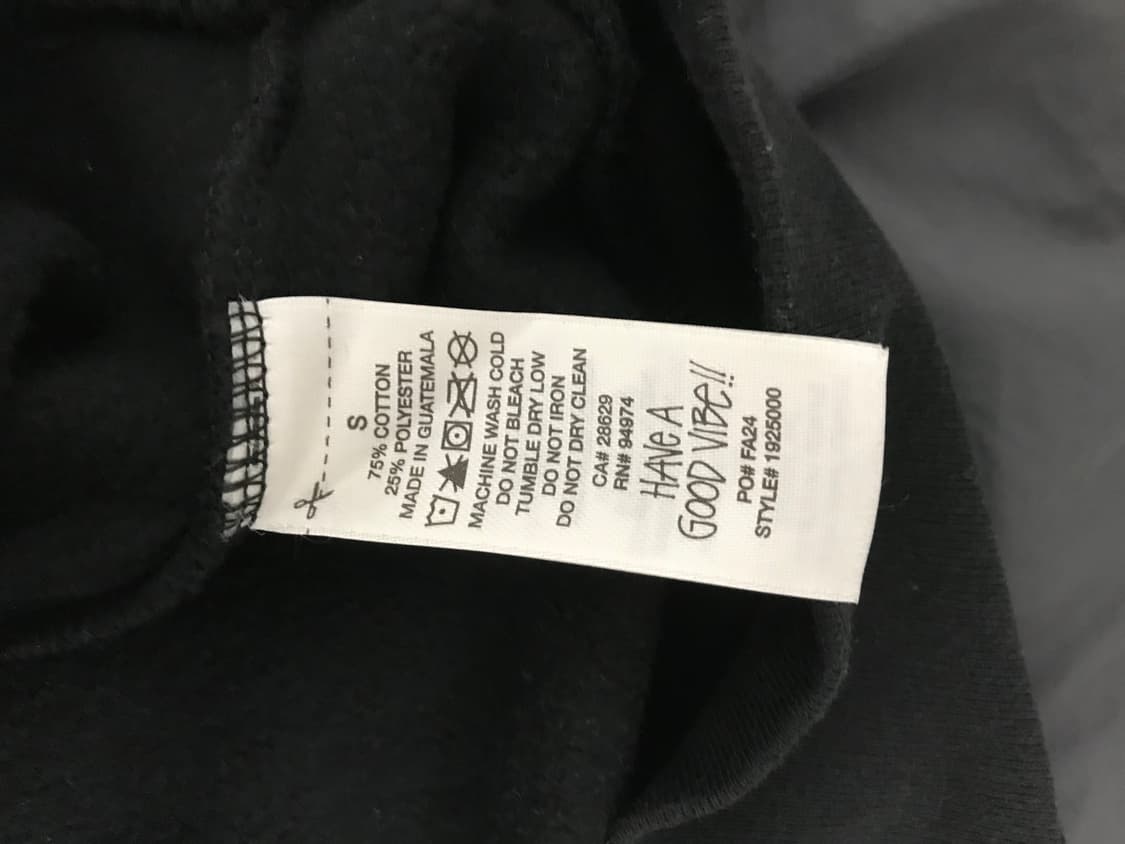 S
75% COTTON
25% POLYESTER
MADE IN GUATEMALA
MACHINE WASH COLD
DO NOT BLEACH
TUMBLE DRY LOW
DO NOT IRON
DO NOT DRY CLEAN
CA# 28629
RN# 94974
HAVE A
GOOD VIBE!!
PO# FA24
STYLE# 1925000